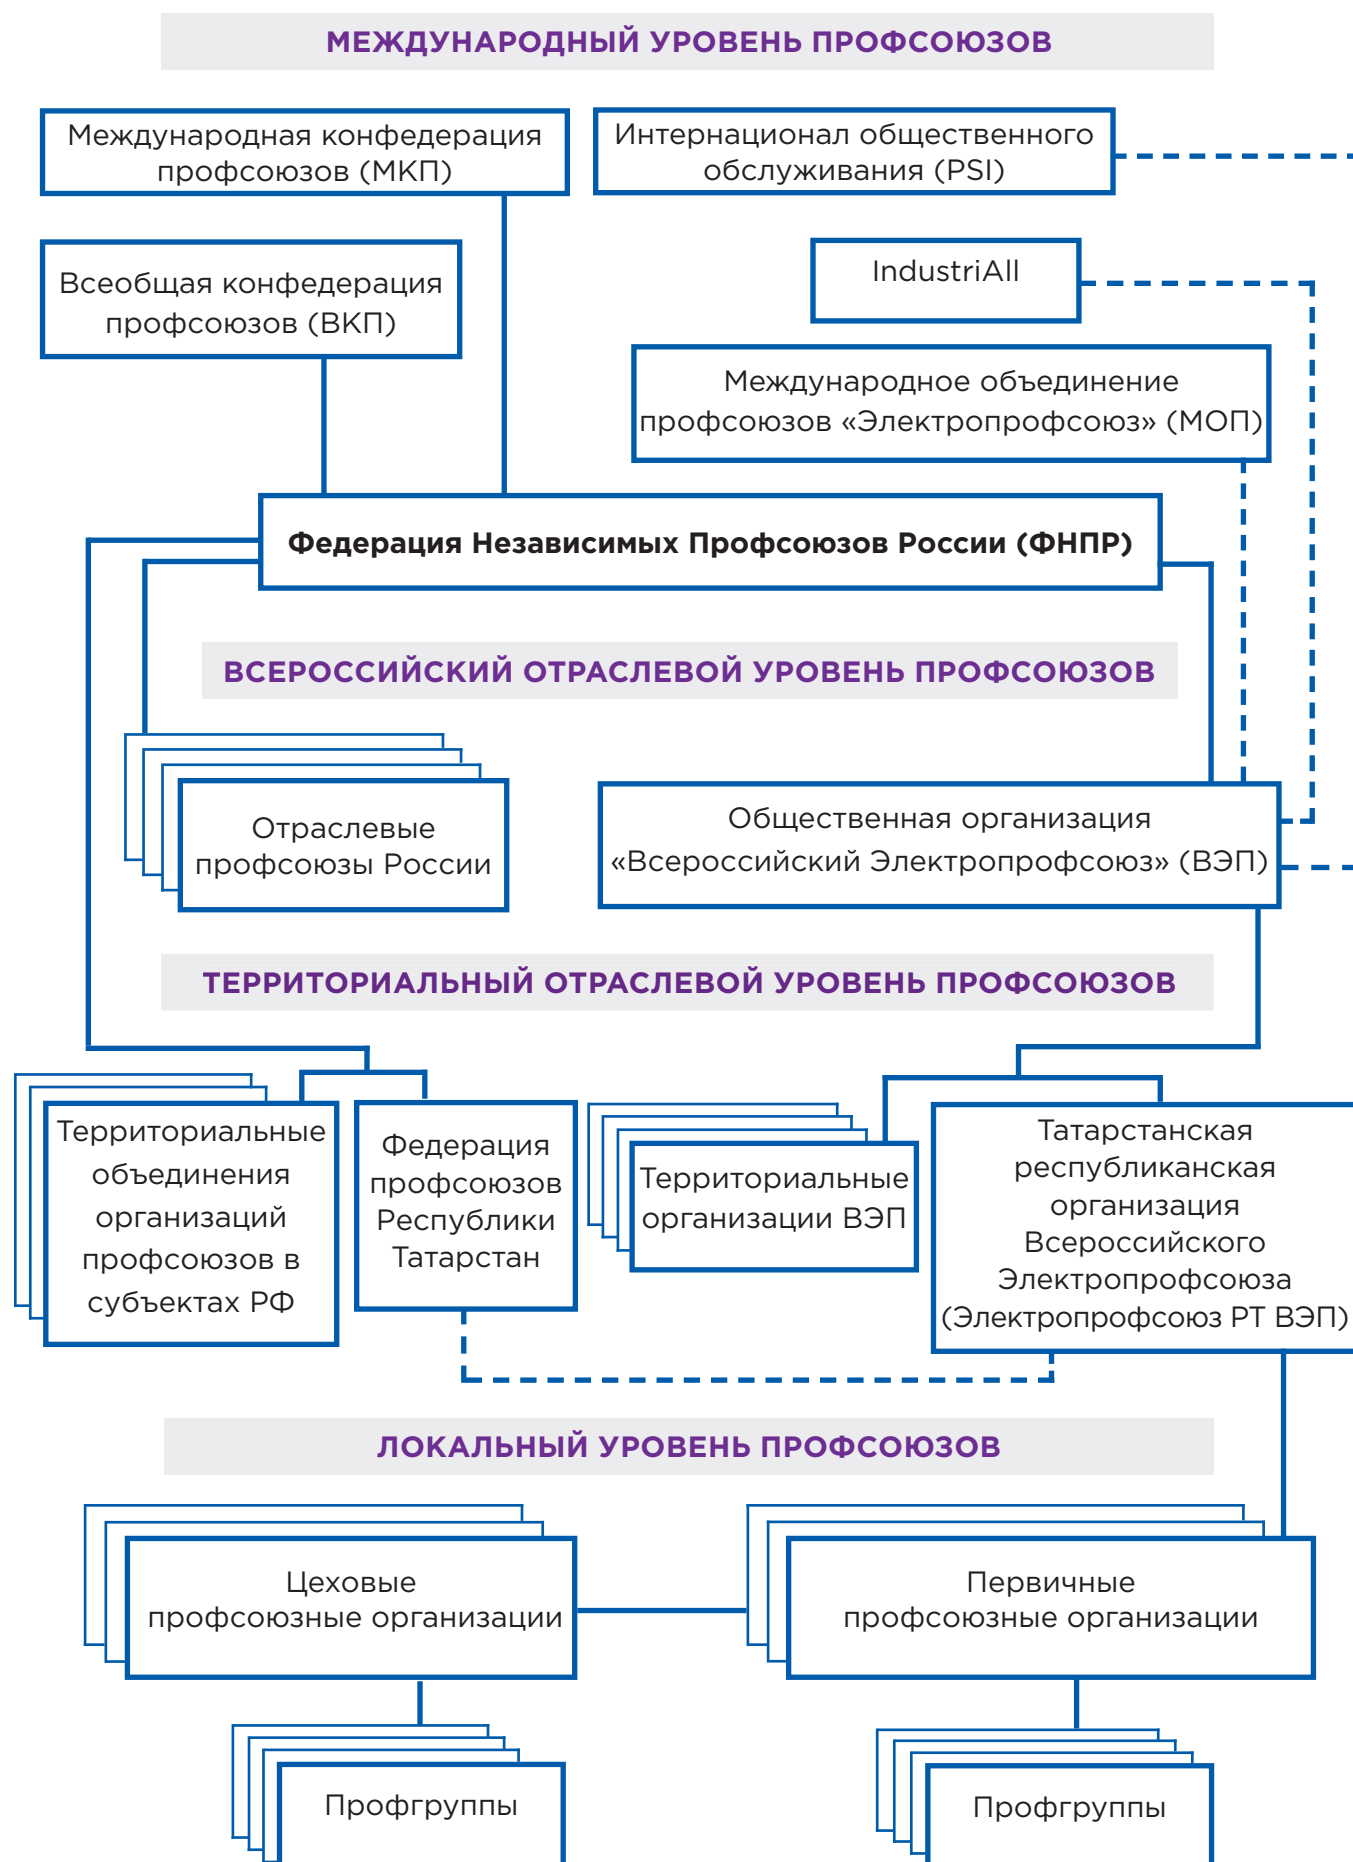 МЕЖДУНАРОДНЫЙ УРОВЕНЬ ПРОФСОЮЗОВ
Международная конфедерация
профсоюзов (МКП)
Интернационал общественного
обслуживания (PSI)
Всеобщая конфедерация
профсоюзов (ВКП)
IndustriAll
Международное объединение
профсоюзов «Электропрофсоюз» (МОП)
Федерация Независимых Профсоюзов России (ФНПР)
ВСЕРОССИЙСКИЙ ОТРАСЛЕВОЙ УРОВЕНЬ ПРОФСОЮЗОВ
Отраслевые
профсоюзы России
Общественная организация
«Всероссийский Электропрофсоюз» (ВЭП)
ТЕРРИТОРИАЛЬНЫЙ ОТРАСЛЕВОЙ УРОВЕНЬ ПРОФСОЮЗОВ
Территориальные
объединения
организаций
профсоюзов в
субъектах РФ
Федерация
профсоюзов
Республики
Татарстан
Территориальные
организации ВЭП
Татарстанская
республиканская
организация
Всероссийского
Электропрофсоюза
(Электропрофсоюз РТ ВЭП)
ЛОКАЛЬНЫЙ УРОВЕНЬ ПРОФСОЮЗОВ
Цеховые
профсоюзные организации
Первичные
профсоюзные организации
Профгруппы
Профгруппы